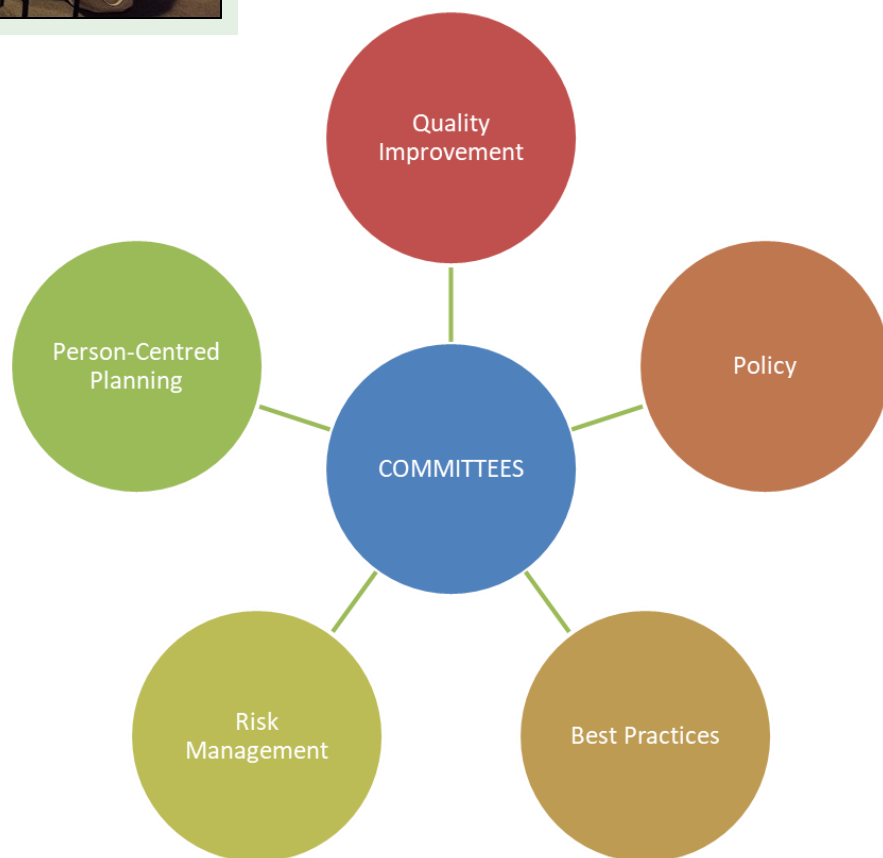 Quality
Improvement
Person-Centred
Planning
Policy
COMMITTEES
Risk
Management
Best Practices